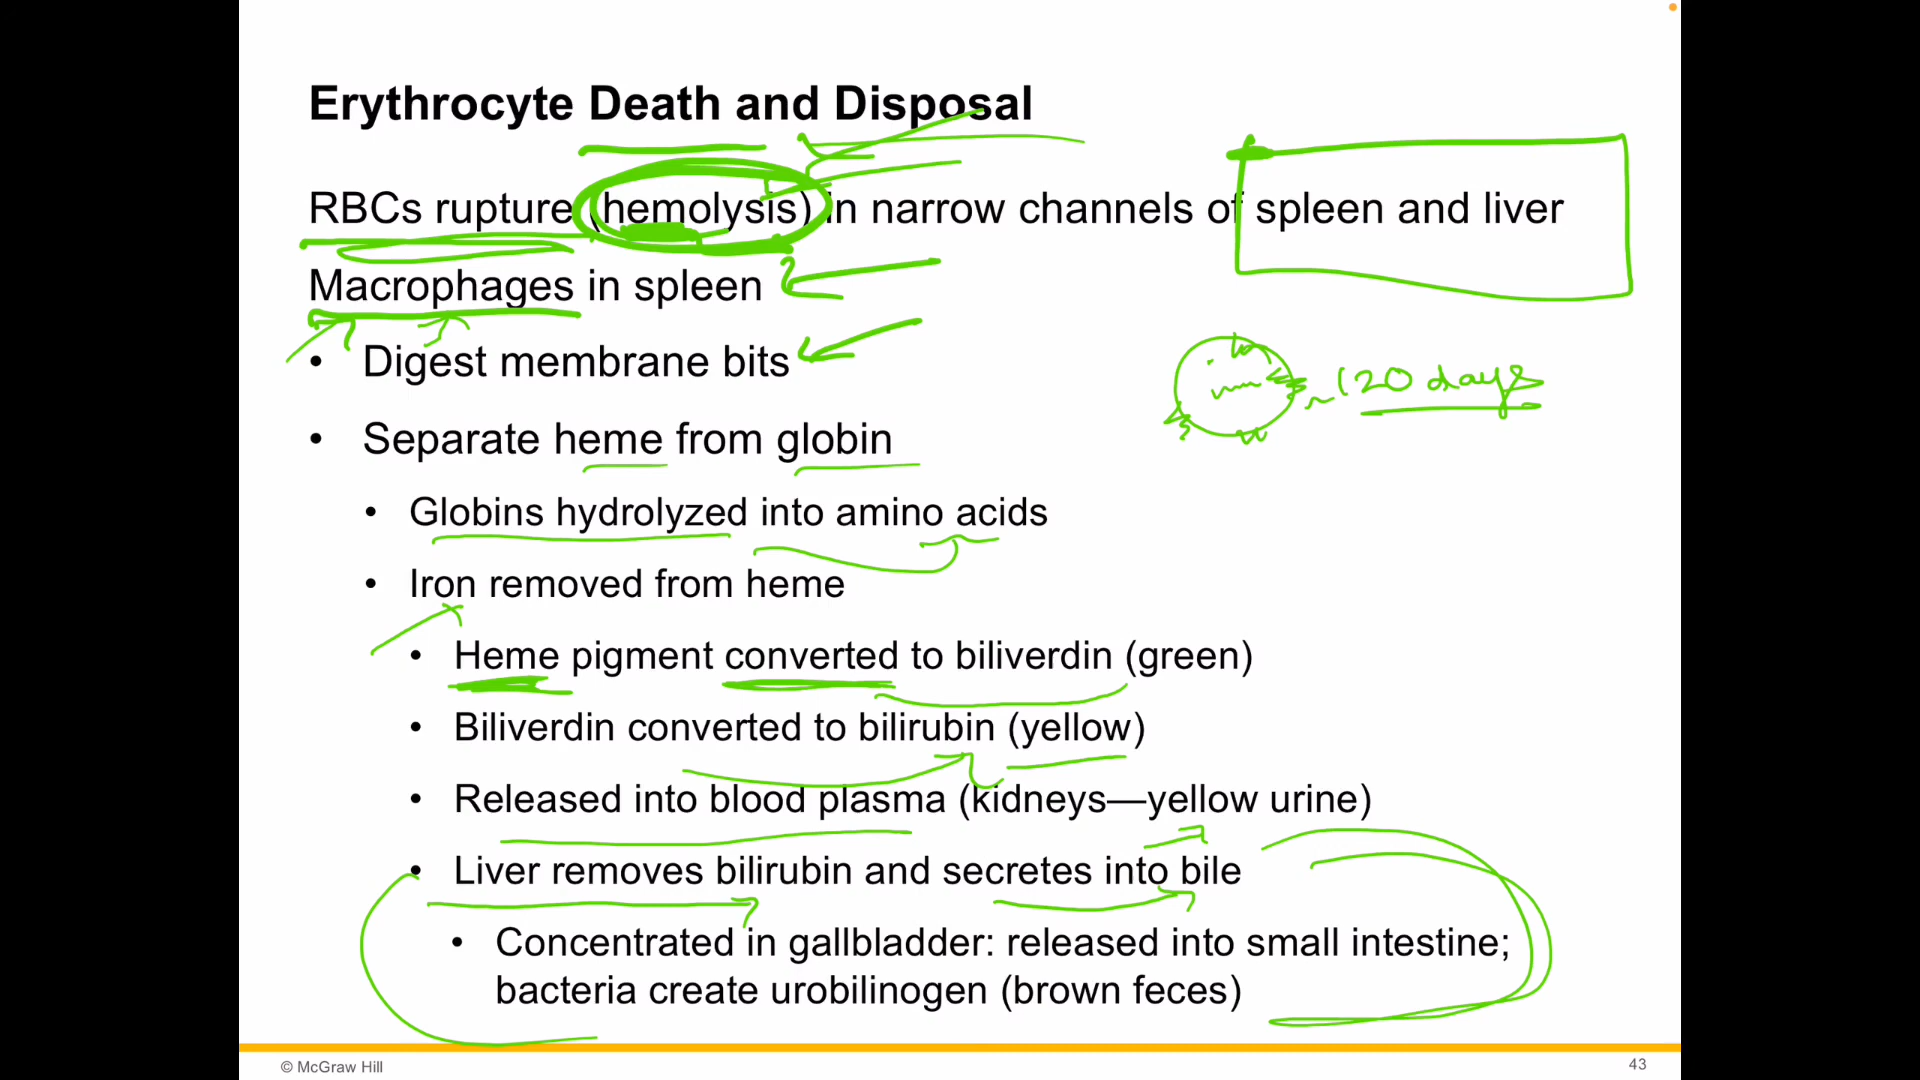 Erythrocyte Death and Disposal
RBCs rupture (hemolysis) in narrow channels of spleen and liver
Macrophages in spleen
• Digest membrane bits
~120 days
• Separate heme from globin
• Globins hydrolyzed into amino acids
• Iron removed from heme
• Heme pigment converted to biliverdin (green)
• Biliverdin converted to bilirubin (yellow)
• Released into blood plasma (kidneys—yellow urine)
• Liver removes bilirubin and secretes into bile
• Concentrated in gallbladder: released into small intestine;
bacteria create urobilinogen (brown feces)
© McGraw Hill
43